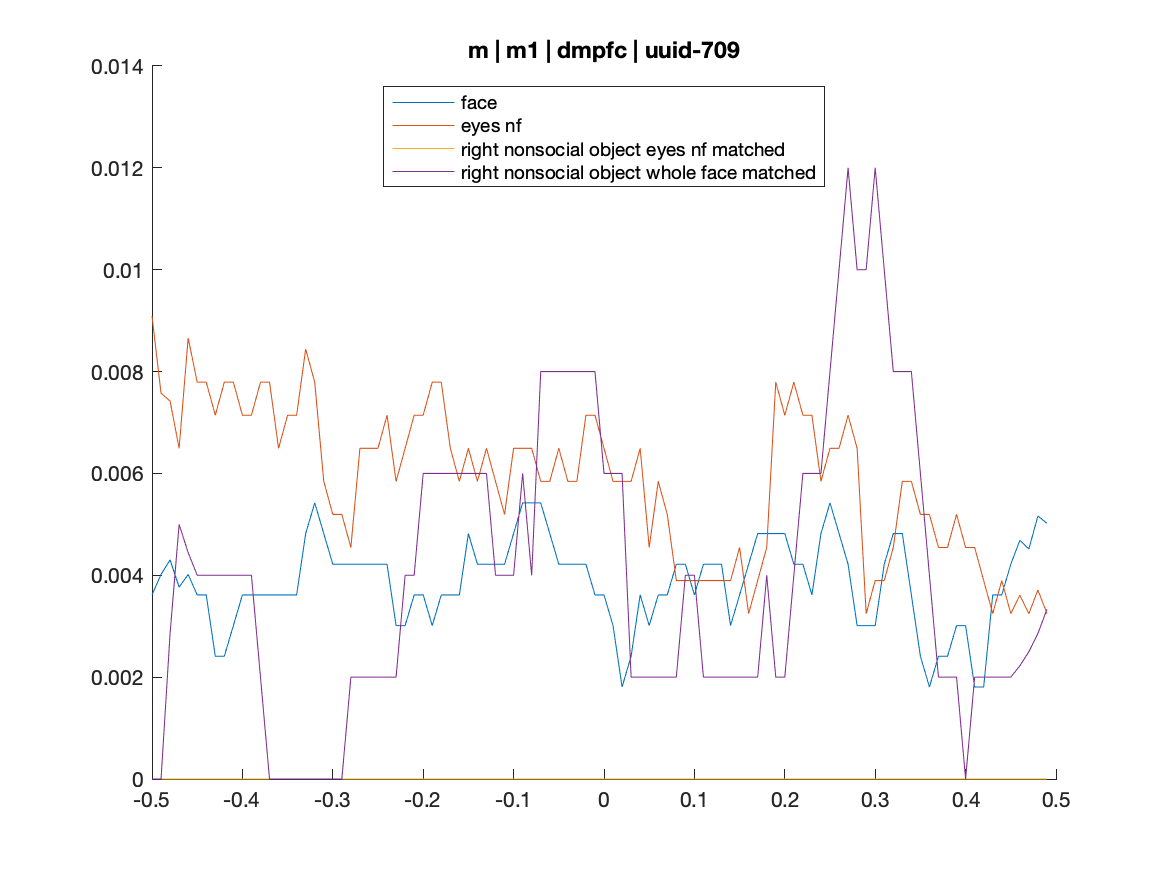 m | m1 | dmpfc | uuid-709
0.014
face
eyes nf
right nonsocial object eyes nf matched
right nonsocial object whole face matched
0.012
0.01
0.008
0.006
0.004
0.002
0
-0.5 -0.4 -0.3 -0.2 -0.1 0 0.1 0.2 0.3 0.4 0.5